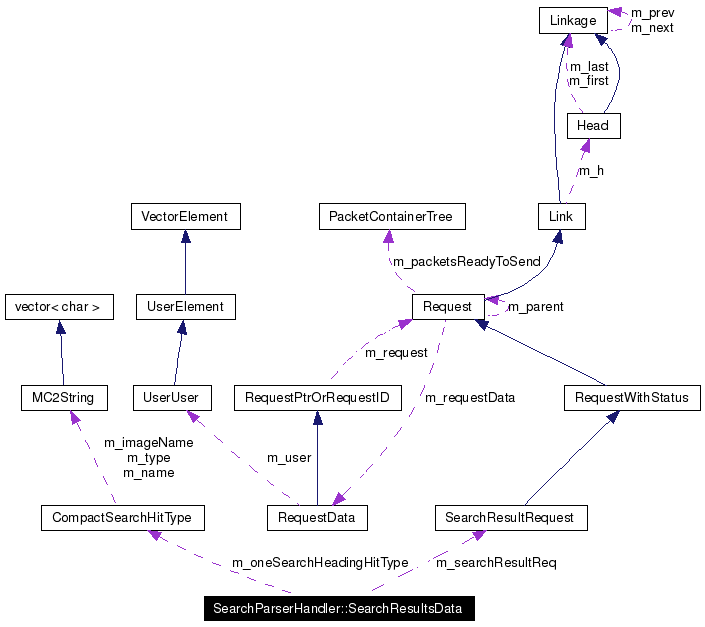 Linkage
m_prev
m_next
m_last
m_first
Head
m_h
VectorElement
PacketContainerTree
Link
m_packetsReadyToSend
vector< char >
UserElement
Request
m_parent
m_request
MC2String
UserUser
RequestPtrOrRequestID
m_requestData
RequestWithStatus
m_imageName
m_type
m_name
m_user
CompactSearchHitType
RequestData
SearchResultRequest
m_oneSearchHeadingHitType
m_searchResultReq
SearchParserHandler::SearchResultsData